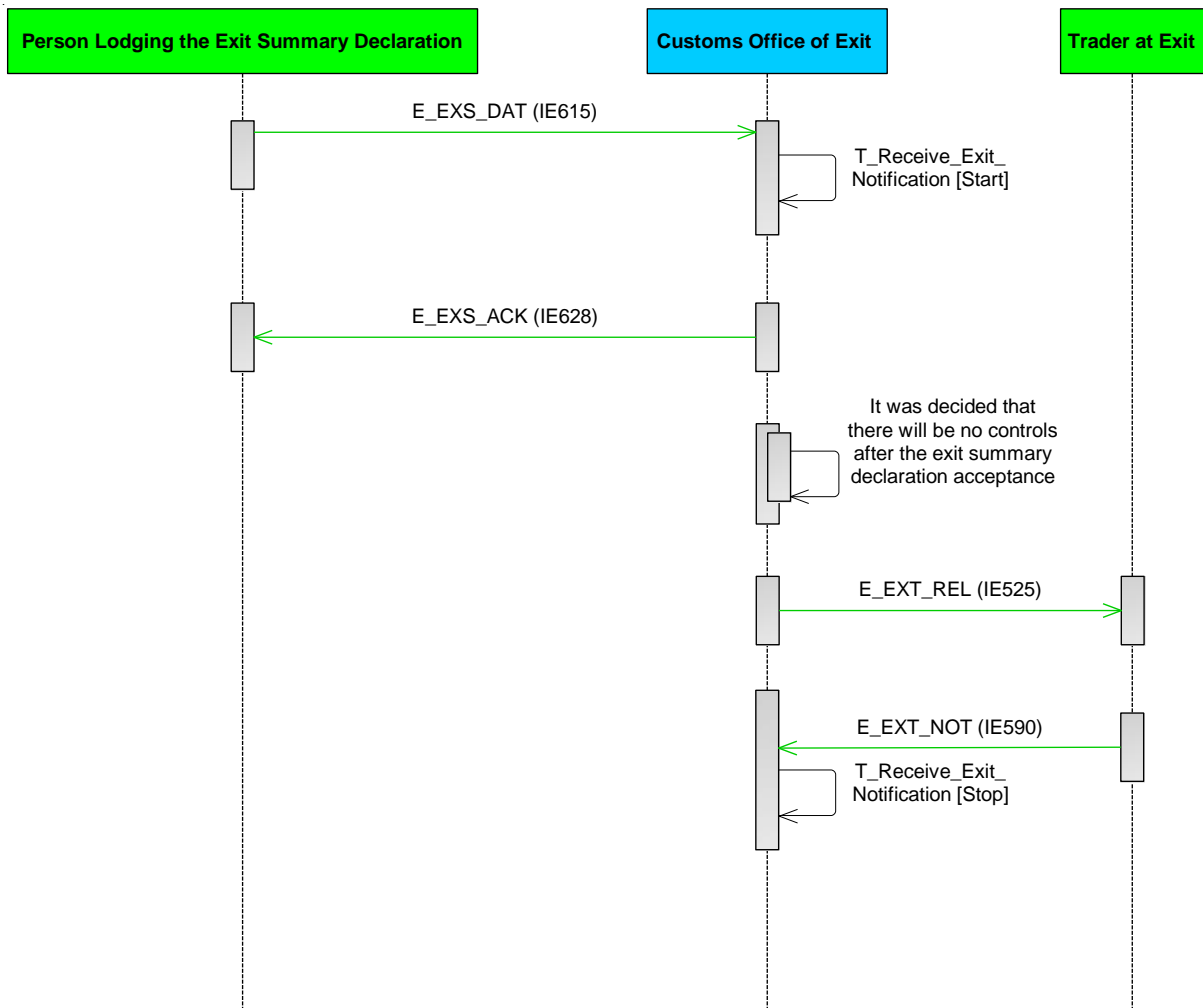 Person Lodging the Exit Summary Declaration
Customs Office of Exit
Trader at Exit
E_EXS_DAT (IE615)
T_Receive_Exit_
Notification [Start]
E_EXS_ACK (IE628)
It was decided that
there will be no controls
after the exit summary
declaration acceptance
E_EXT_REL (IE525)
E_EXT_NOT (IE590)
T_Receive_Exit_
Notification [Stop]